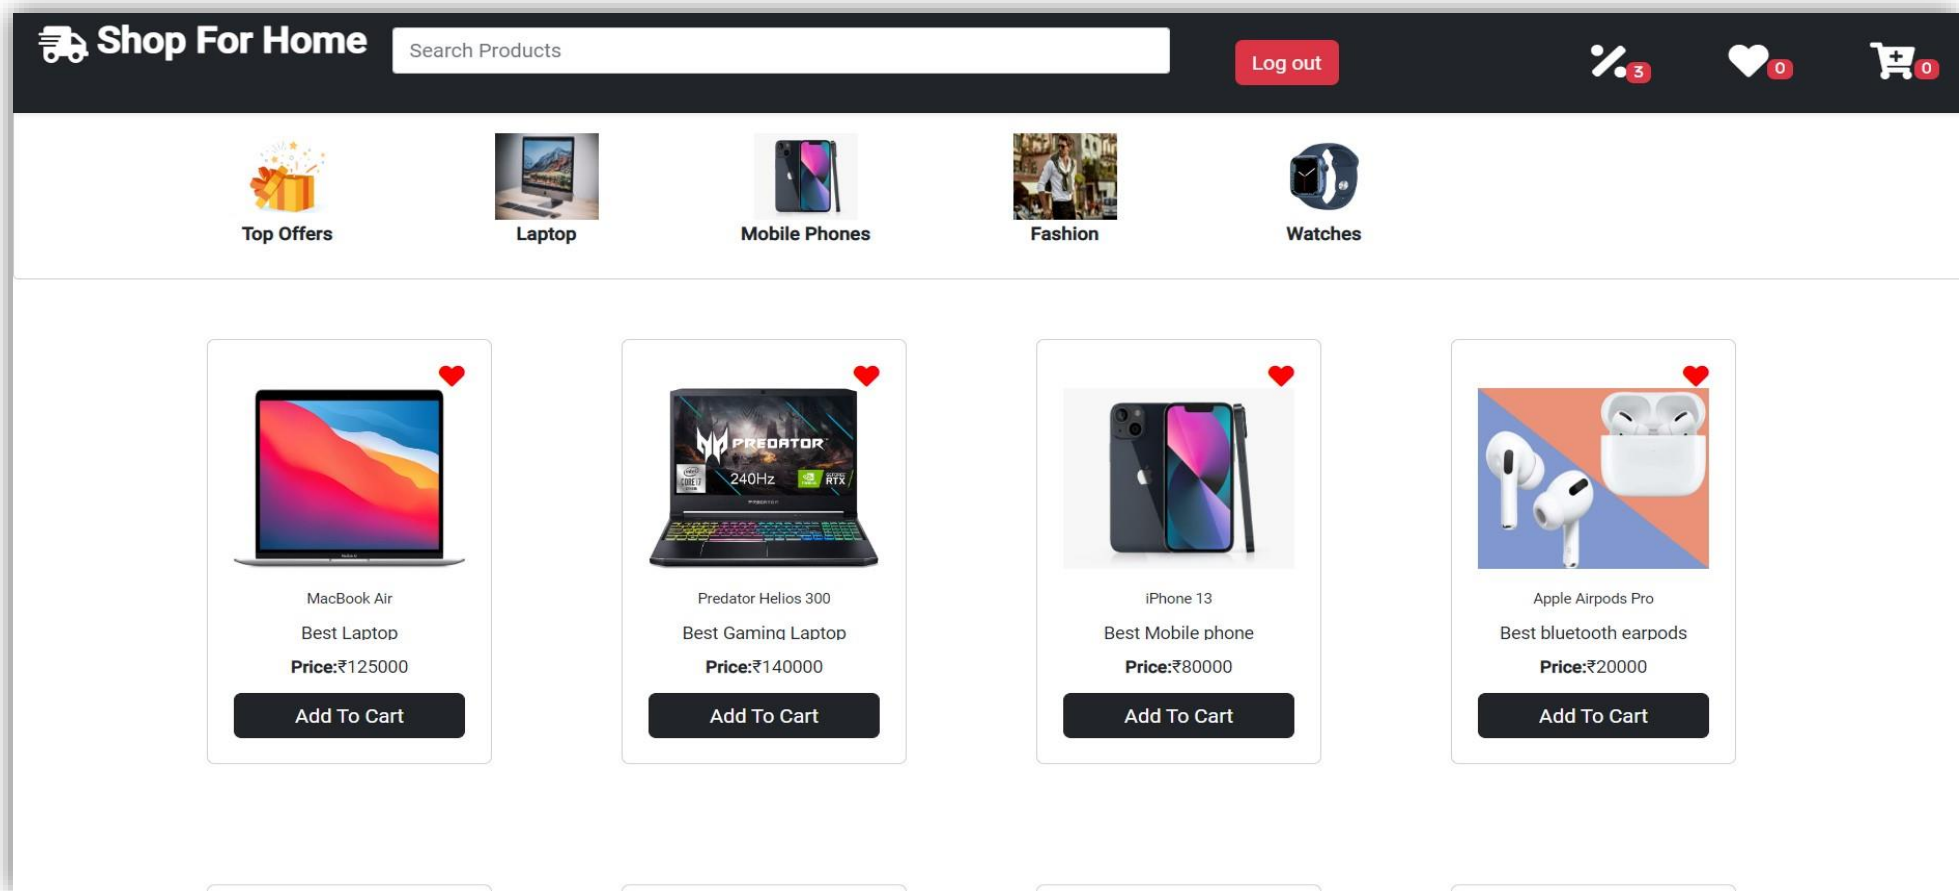 Shop For Home
Search Products
Log out
3
0
0
Top Offers
Laptop
Mobile Phones
Fashion
Watches
PREDATOR
240Hz
RTX
MacBook Air
Predator Helios 300
iPhone 13
Apple Airpods Pro
Best Laptop
Best Gaming Laptop
Best Mobile phone
Best bluetooth earpods
Price:₹125000
Price:₹140000
Price:₹80000
Price:₹20000
Add To Cart
Add To Cart
Add To Cart
Add To Cart